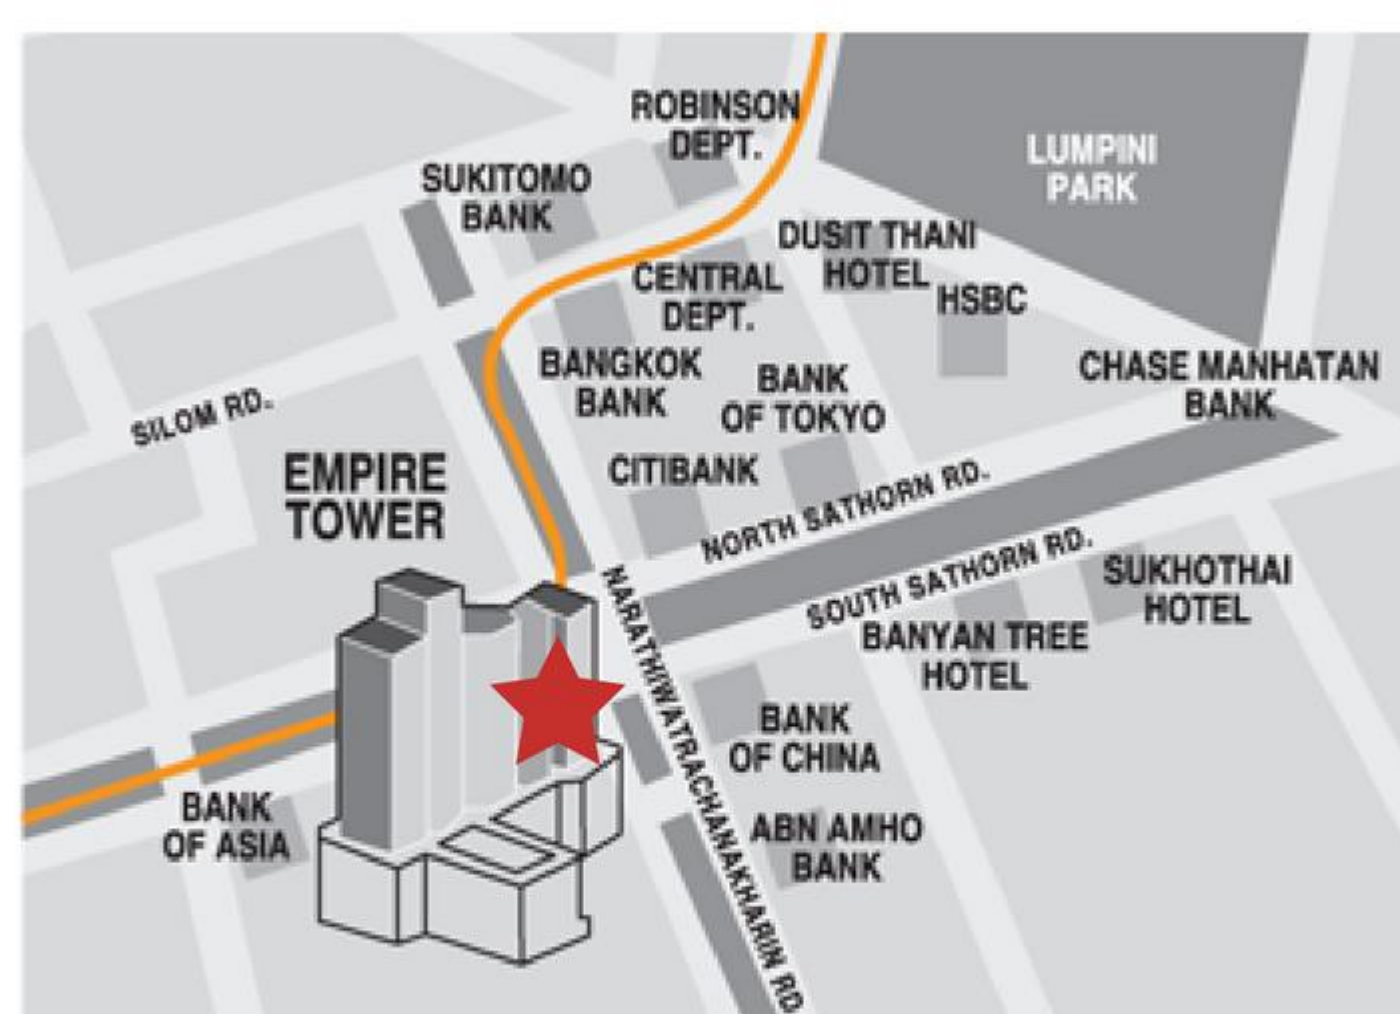 ROBINSON
DEPT.
LUMPINI
PARK
SUKITOMO
BANK
DUSIT THANI
HOTEL
HSBC
CENTRAL
DEPT.
BANGKOK
BANK
BANK
OF TOKYO
CHASE MANHATAN
BANK
SILOM RD.
EMPIRE
TOWER
CITIBANK
NORTH SATHORN RD.
SOUTH SATHORN RD.
SUKHOTHAI
HOTEL
BANYAN TREE
HOTEL
NARATHIWATRACHANAKHARIN RD
BANK
OF CHINA
BANK
OF ASIA
ABN AMHO
BANK